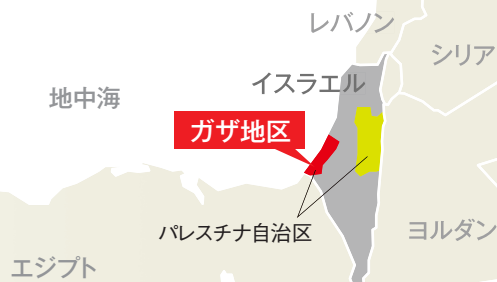 レバノン
シリア
イスラエル
地中海
ガザ地区
パレスチナ自治区
ヨルダン
エジプト